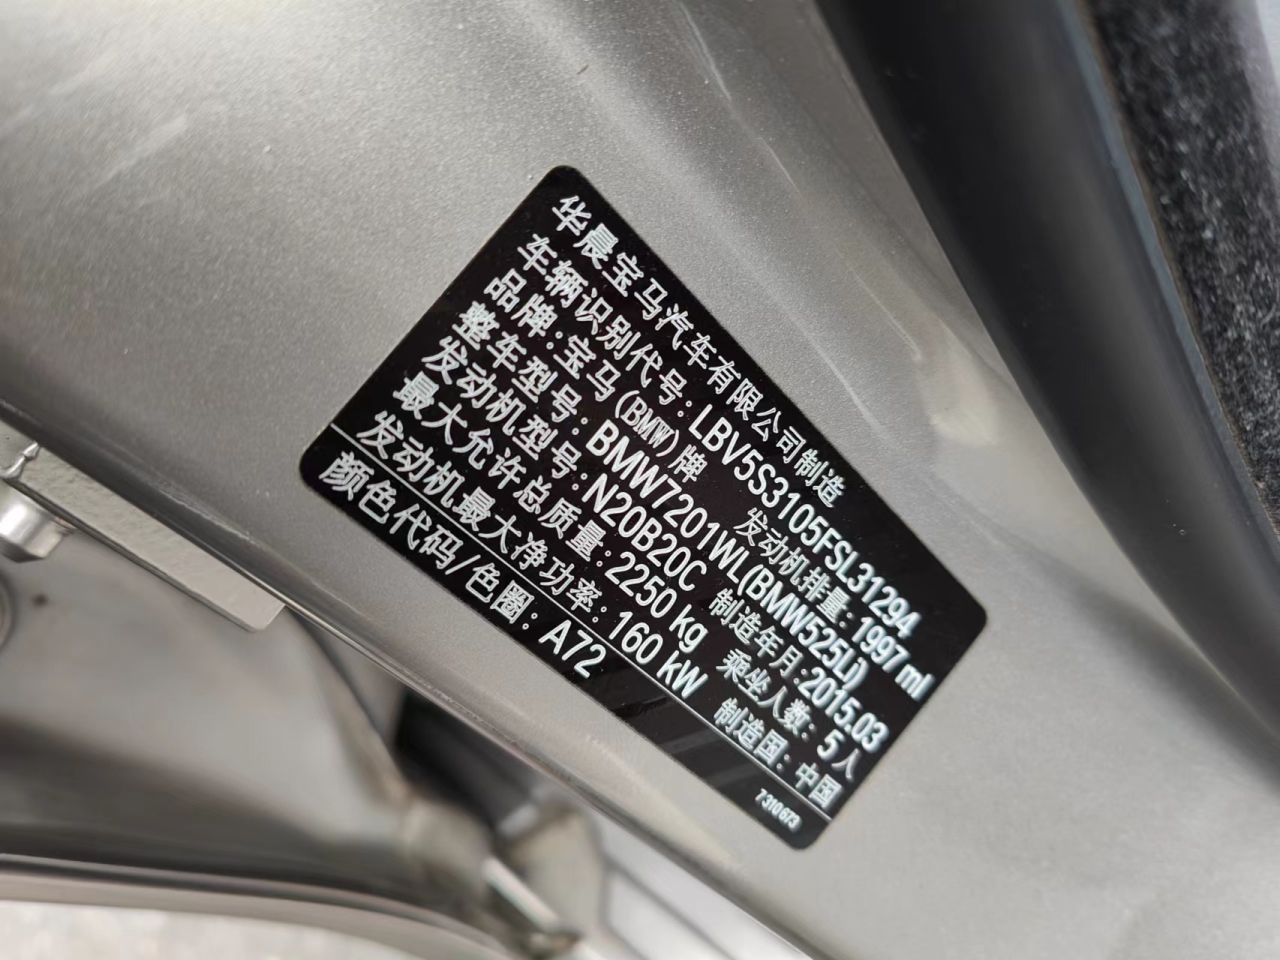 华晨宝马汽车有限公司制造
车辆识别代号: LBV5S3105FSL31294
品牌: 宝马(BMW)牌 发动机排量: 1997 ml
整车型号: BMW7201WL(BMW525Li)
发动机型号: N20B20C 制造年月:2015.03
最大允许总质量: 2250 kg 乘坐人数: 5人
发动机最大净功率: 160 kW 制造国: 中国
颜色代码/色圈: A72
7310673